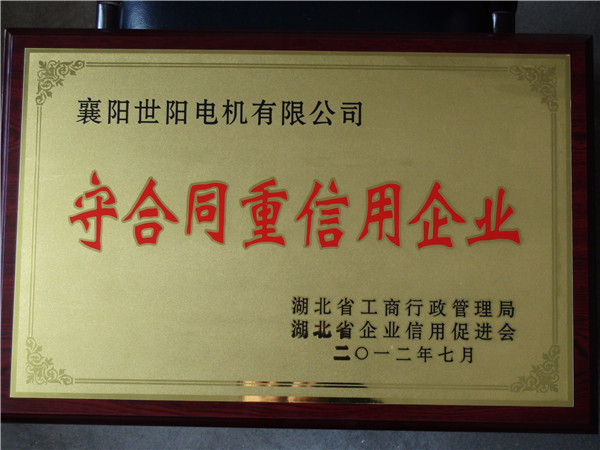 襄阳世阳电机有限公司
守合同重信用企业
湖北省工商行政管理局
湖北省企业信用促进会
二〇一二年七月